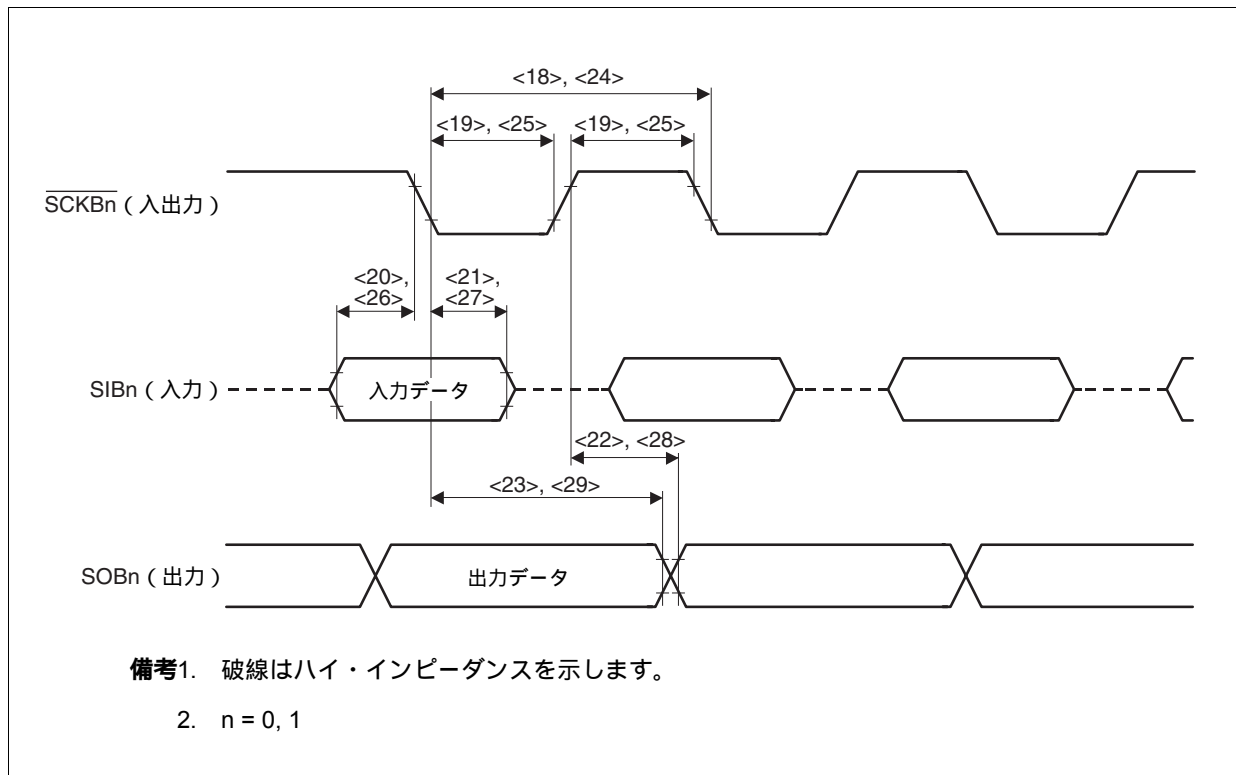 <18>, <24>
<19>, <25> <19>, <25>
SCKBn（入出力）
<20>, <21>,
<26> <27>
SIBn（入力） 入力データ
<22>, <28>
<23>, <29>
SOBn（出力） 出力データ
備考1. 破線はハイ・インピーダンスを示します。
2. n = 0, 1